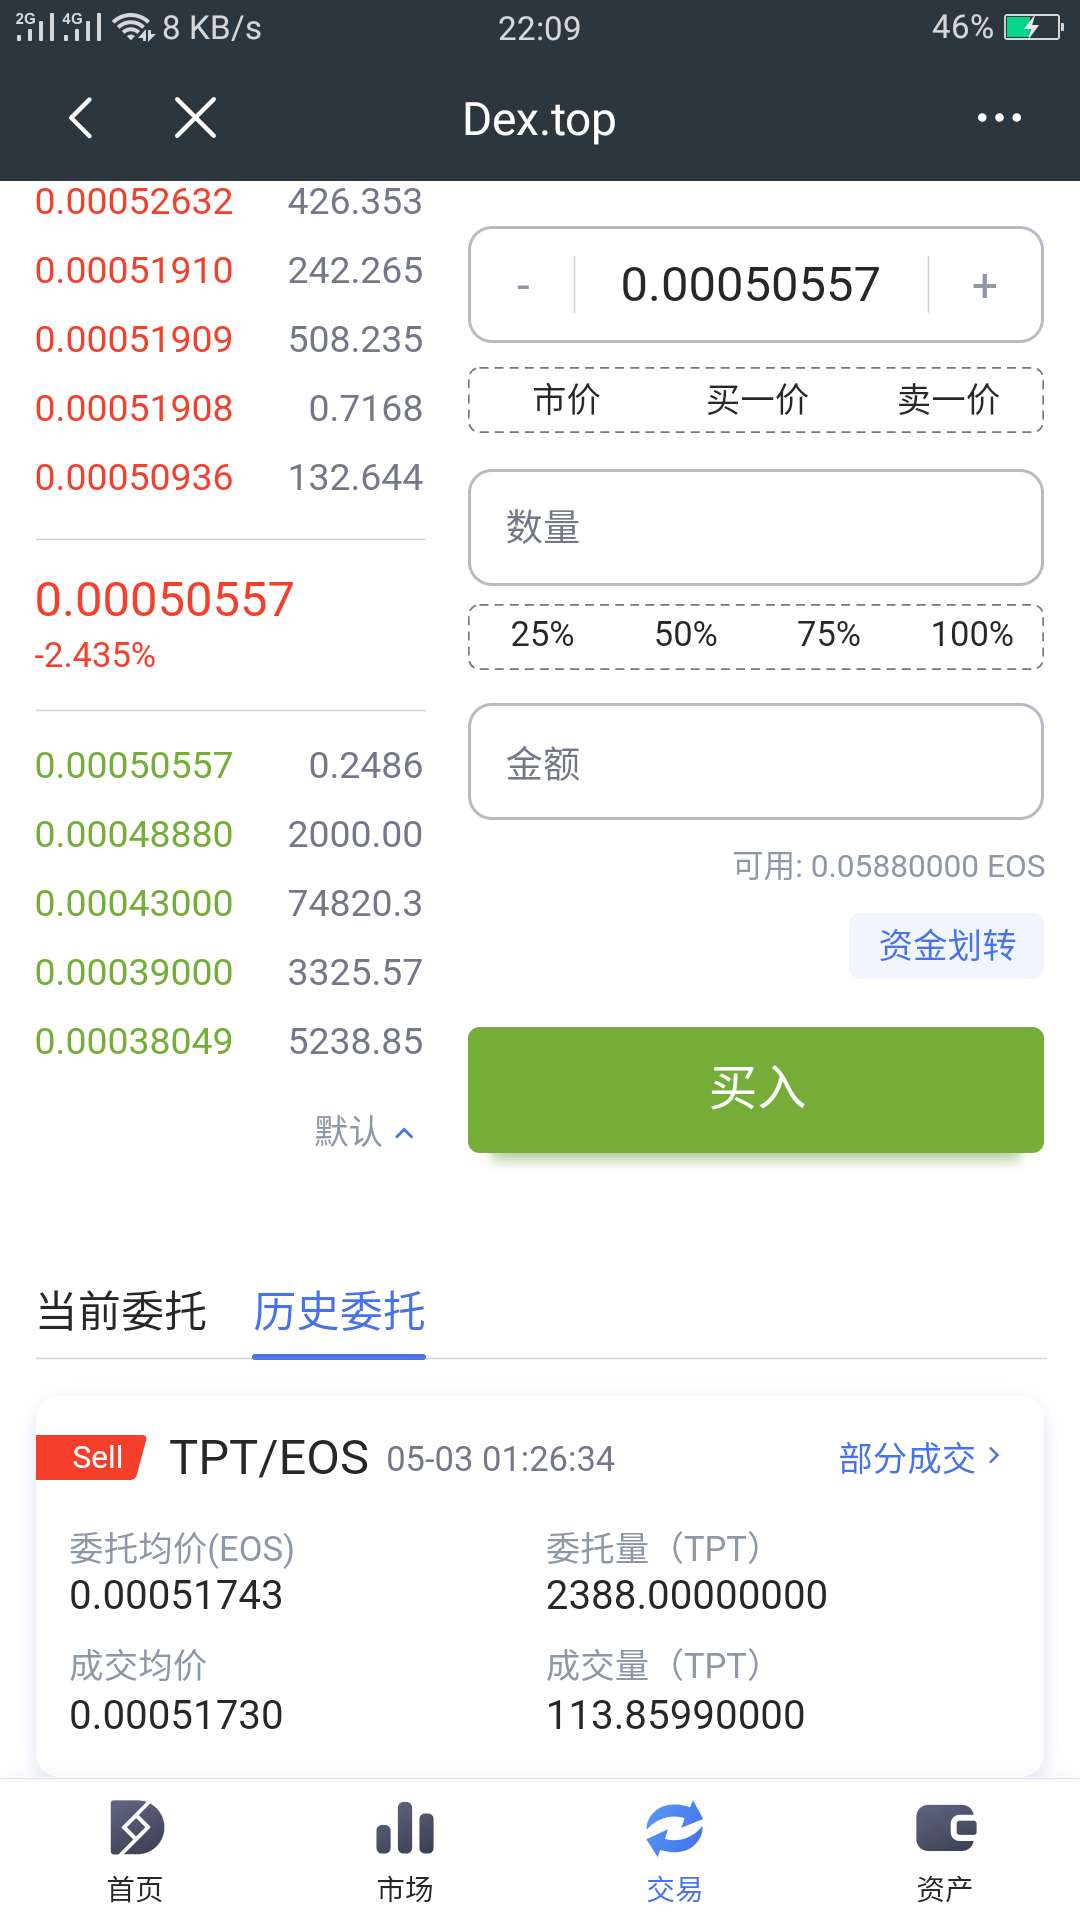 2G 4G 8 KB/s 22:09 46%
Dex.top
0.00052632 426.353
0.00051910 242.265
0.00051909 508.235
0.00051908 0.7168
0.00050936 132.644
0.00050557
-2.435%
0.00050557 0.2486
0.00048880 2000.00
0.00043000 74820.3
0.00039000 3325.57
0.00038049 5238.85
默认
- 0.00050557 +
市价 买一价 卖一价
数量
25% 50% 75% 100%
金额
可用: 0.05880000 EOS
资金划转
买入
当前委托 历史委托
Sell TPT/EOS 05-03 01:26:34 部分成交
委托均价(EOS) 委托量（TPT）
0.00051743 2388.00000000
成交均价 成交量（TPT）
0.00051730 113.85990000
首页 市场 交易 资产